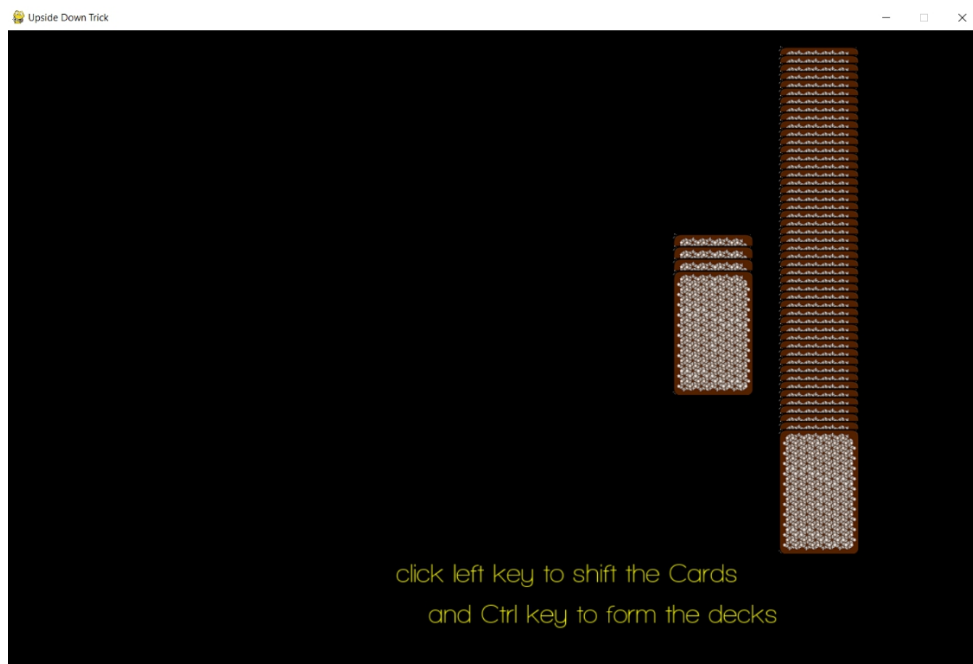 Upside Down Trick
click left key to shift the Cards
and Ctrl key to form the decks